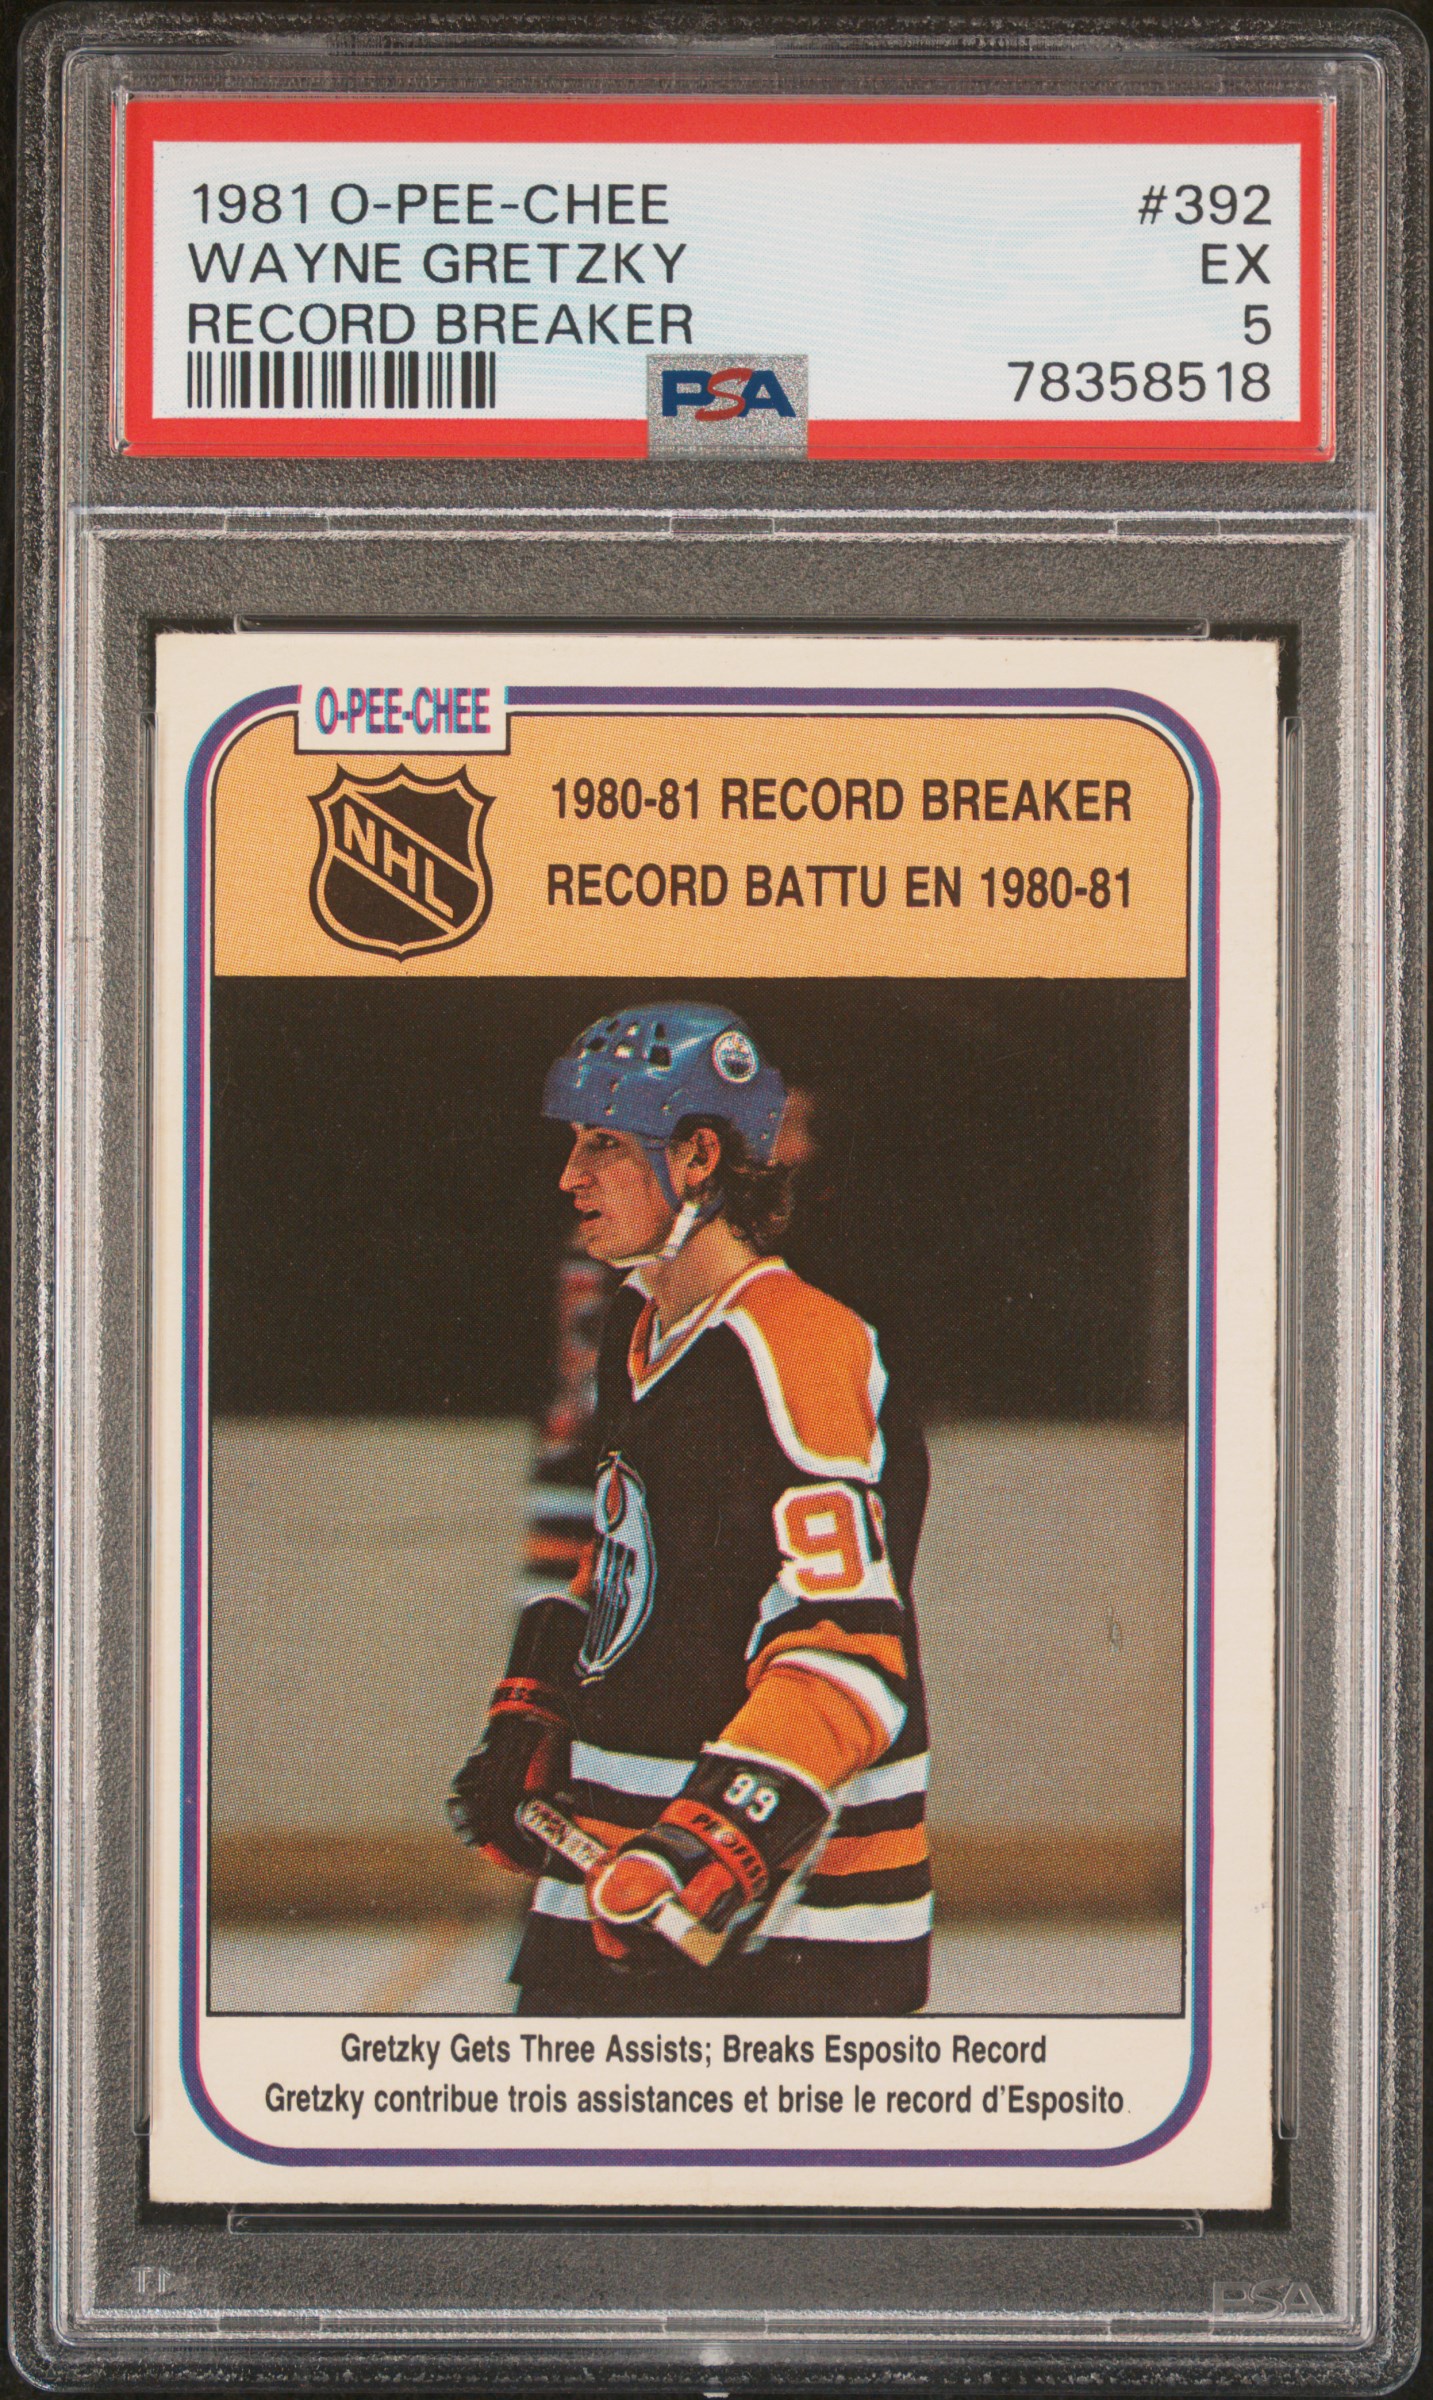 1981 O-PEE-CHEE #392
WAYNE GRETZKY EX
RECORD BREAKER 5
78358518
PSA
O-PEE-CHEE
NHL
1980-81 RECORD BREAKER
RECORD BATTU EN 1980-81
9
99
Gretzky Gets Three Assists; Breaks Esposito Record
Gretzky contribue trois assistances et brise le record d'Esposito
PSA